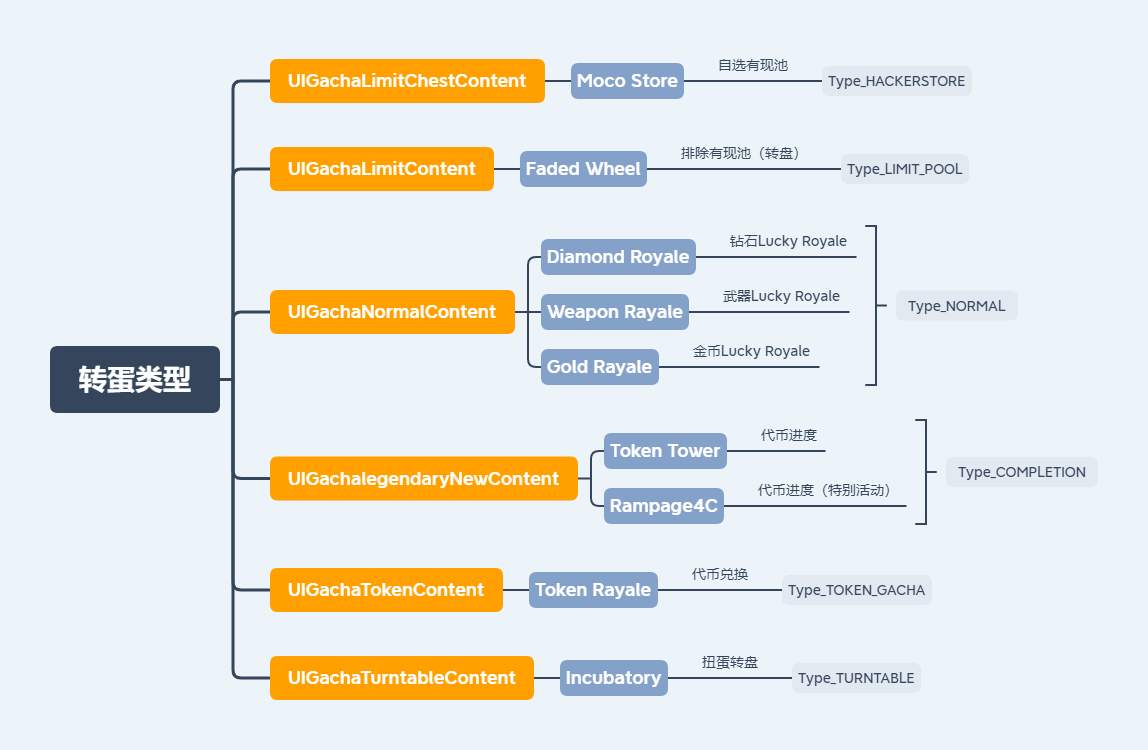 转蛋类型
UIGachaLimitChestContent
Moco Store
自选有现池
Type_HACKERSTORE
UIGachaLimitContent
Faded Wheel
排除有现池（转盘）
Type_LIMIT_POOL
UIGachaNormalContent
Diamond Royale
钻石Lucky Royale
Weapon Rayale
武器Lucky Royale
Gold Rayale
金币Lucky Royale
Type_NORMAL
UIGachalegendaryNewContent
Token Tower
代币进度
Rampage4C
代币进度（特别活动）
Type_COMPLETION
UIGachaTokenContent
Token Rayale
代币兑换
Type_TOKEN_GACHA
UIGachaTurntableContent
Incubatory
扭蛋转盘
Type_TURNTABLE